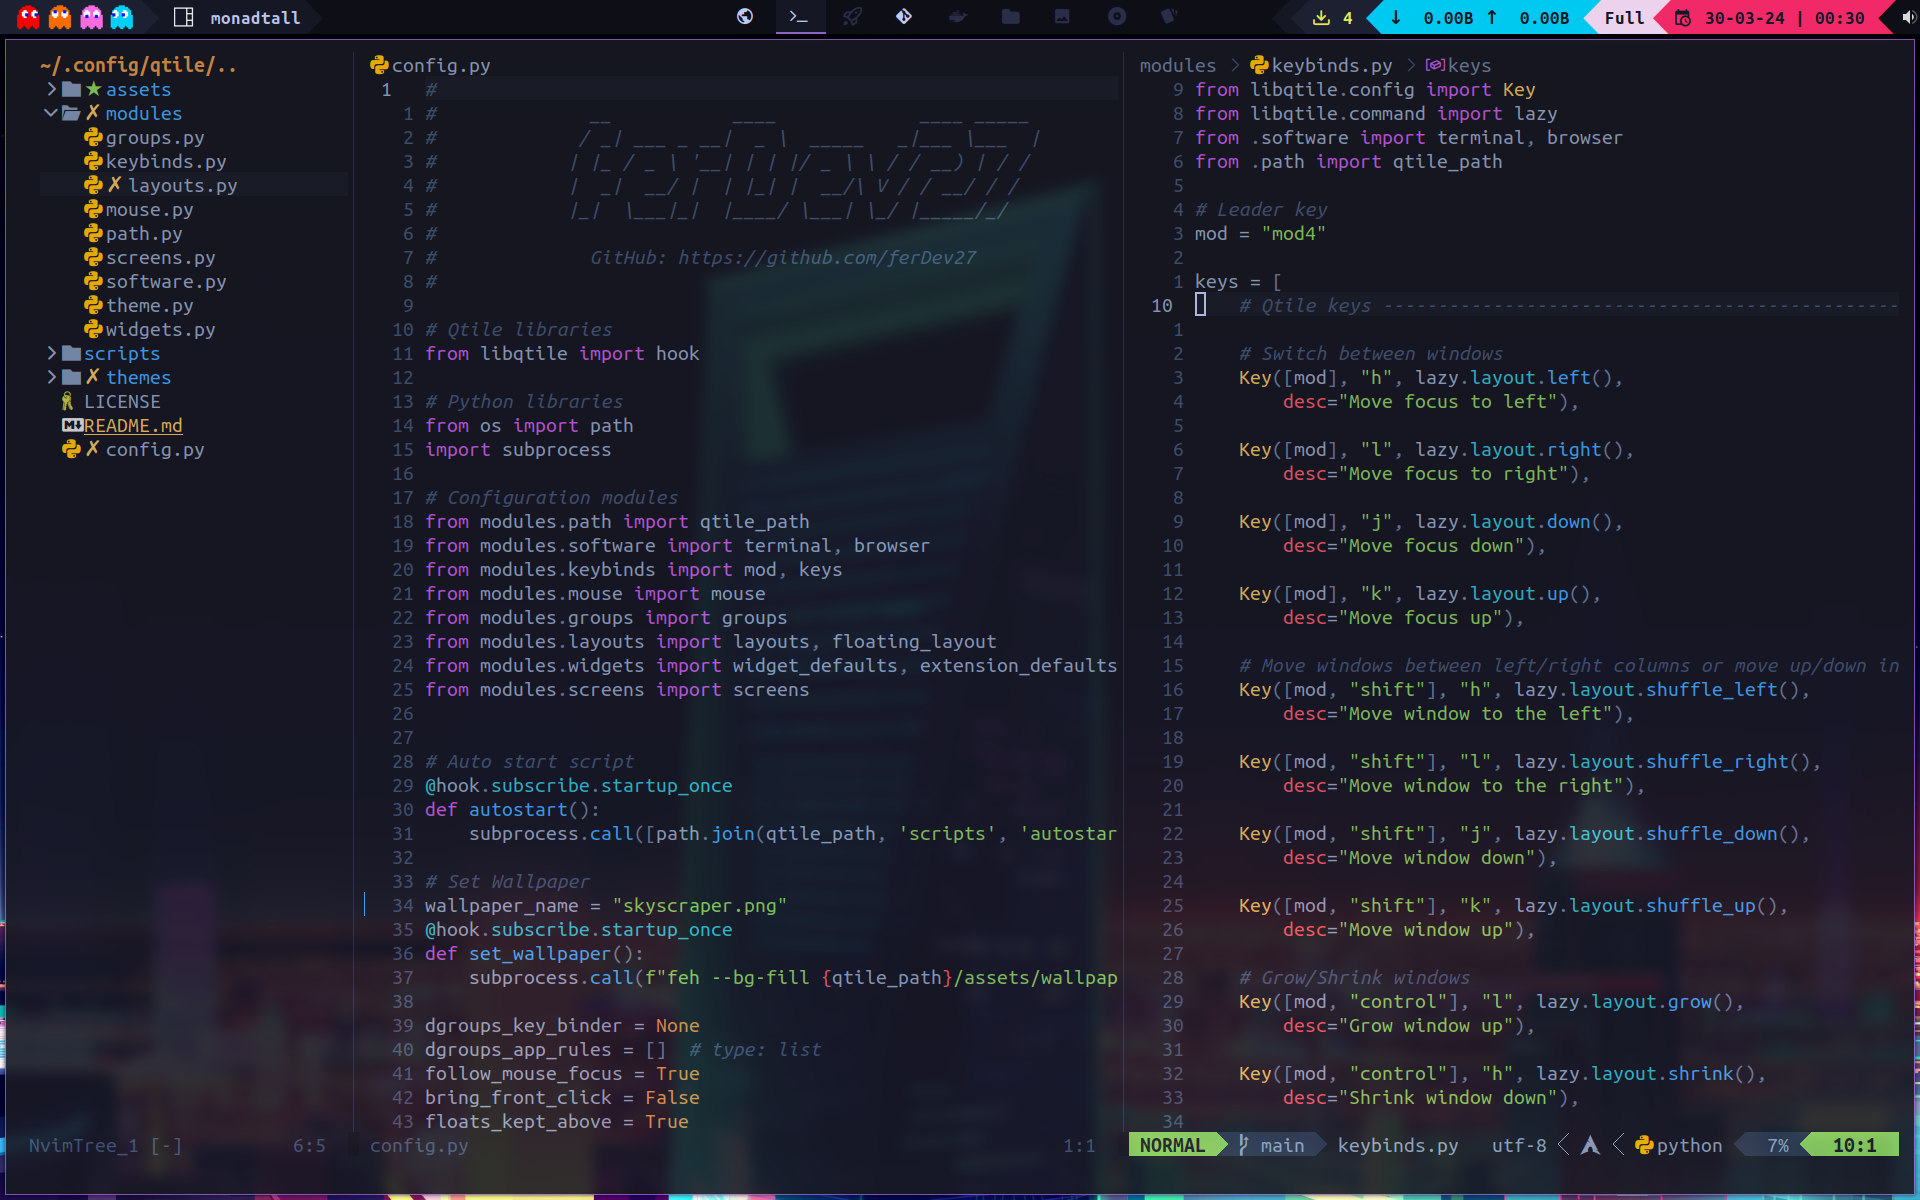 monadtall
4
↓ 0.00B ↑ 0.00B
Full
30-03-24 | 00:30
~/.config/qtile/..
assets
modules
groups.py
keybinds.py
layouts.py
mouse.py
path.py
screens.py
software.py
theme.py
widgets.py
scripts
themes
LICENSE
README.md
config.py
NvimTree_1 [-] 6:5
config.py
1 #
1 #
2 #
3 #
4 #
5 #
6 #
7 # GitHub: https://github.com/ferDev27
8 #
9
10 # Qtile libraries
11 from libqtile import hook
12
13 # Python libraries
14 from os import path
15 import subprocess
16
17 # Configuration modules
18 from modules.path import qtile_path
19 from modules.software import terminal, browser
20 from modules.keybinds import mod, keys
21 from modules.mouse import mouse
22 from modules.groups import groups
23 from modules.layouts import layouts, floating_layout
24 from modules.widgets import widget_defaults, extension_defaults
25 from modules.screens import screens
26
27
28 # Auto start script
29 @hook.subscribe.startup_once
30 def autostart():
31     subprocess.call([path.join(qtile_path, 'scripts', 'autostar
32
33 # Set Wallpaper
34 wallpaper_name = "skyscraper.png"
35 @hook.subscribe.startup_once
36 def set_wallpaper():
37     subprocess.call(f"feh --bg-fill {qtile_path}/assets/wallpap
38
39 dgroups_key_binder = None
40 dgroups_app_rules = []  # type: list
41 follow_mouse_focus = True
42 bring_front_click = False
43 floats_kept_above = True
config.py 1:1
modules > keybinds.py > keys
9 from libqtile.config import Key
8 from libqtile.command import lazy
7 from .software import terminal, browser
6 from .path import qtile_path
5
4 # Leader key
3 mod = "mod4"
2
1 keys = [
10     # Qtile keys -----------------------------------------------
1
2     # Switch between windows
3     Key([mod], "h", lazy.layout.left(),
4         desc="Move focus to left"),
5
6     Key([mod], "l", lazy.layout.right(),
7         desc="Move focus to right"),
8
9     Key([mod], "j", lazy.layout.down(),
10         desc="Move focus down"),
11
12     Key([mod], "k", lazy.layout.up(),
13         desc="Move focus up"),
14
15     # Move windows between left/right columns or move up/down in
16     Key([mod, "shift"], "h", lazy.layout.shuffle_left(),
17         desc="Move window to the left"),
18
19     Key([mod, "shift"], "l", lazy.layout.shuffle_right(),
20         desc="Move window to the right"),
21
22     Key([mod, "shift"], "j", lazy.layout.shuffle_down(),
23         desc="Move window down"),
24
25     Key([mod, "shift"], "k", lazy.layout.shuffle_up(),
26         desc="Move window up"),
27
28     # Grow/Shrink windows
29     Key([mod, "control"], "l", lazy.layout.grow(),
30         desc="Grow window up"),
31
32     Key([mod, "control"], "h", lazy.layout.shrink(),
33         desc="Shrink window down"),
34
NORMAL main keybinds.py utf-8 python 7% 10:1